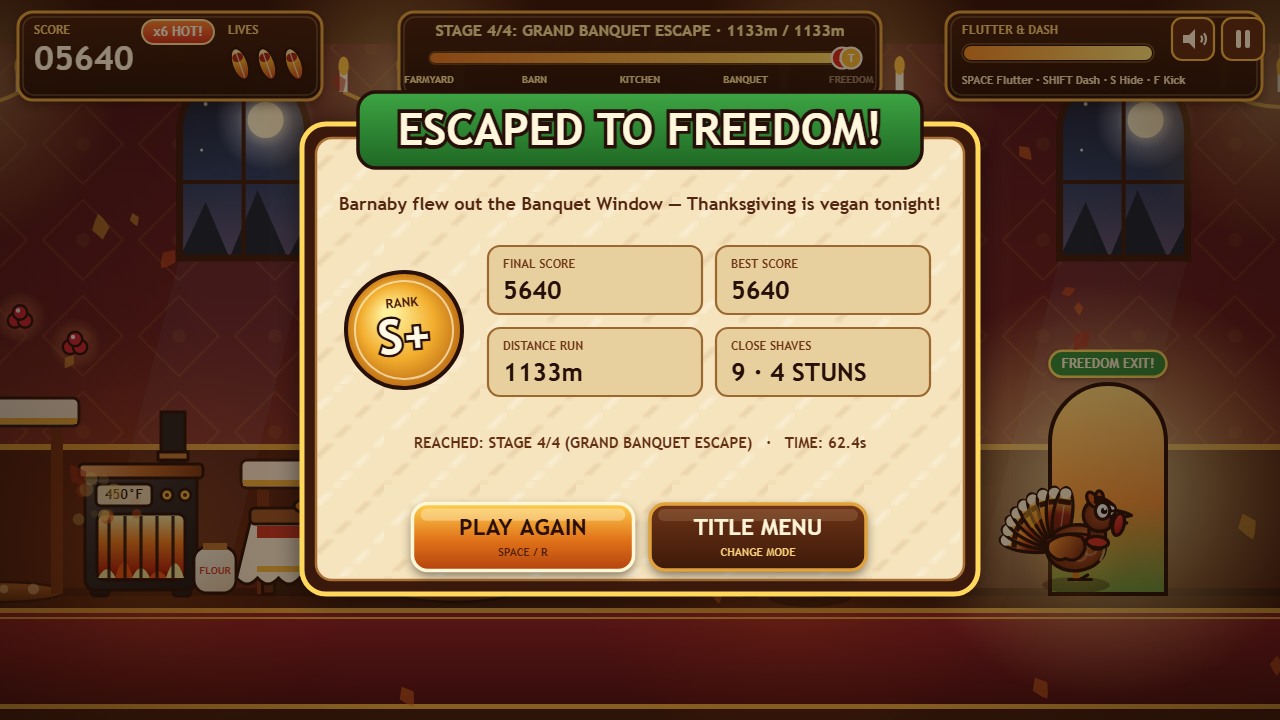 SCORE
x6 HOT!
LIVES
05640
STAGE 4/4: GRAND BANQUET ESCAPE · 1133m / 1133m
T
FARMYARD BARN KITCHEN BANQUET FREEDOM
FLUTTER & DASH
SPACE Flutter · SHIFT Dash · S Hide · F Kick
ESCAPED TO FREEDOM!
Barnaby flew out the Banquet Window — Thanksgiving is vegan tonight!
RANK
S+
FINAL SCORE
5640
BEST SCORE
5640
DISTANCE RUN
1133m
CLOSE SHAVES
9 · 4 STUNS
REACHED: STAGE 4/4 (GRAND BANQUET ESCAPE) · TIME: 62.4s
PLAY AGAIN
SPACE / R
TITLE MENU
CHANGE MODE
FREEDOM EXIT!
450°F
FLOUR